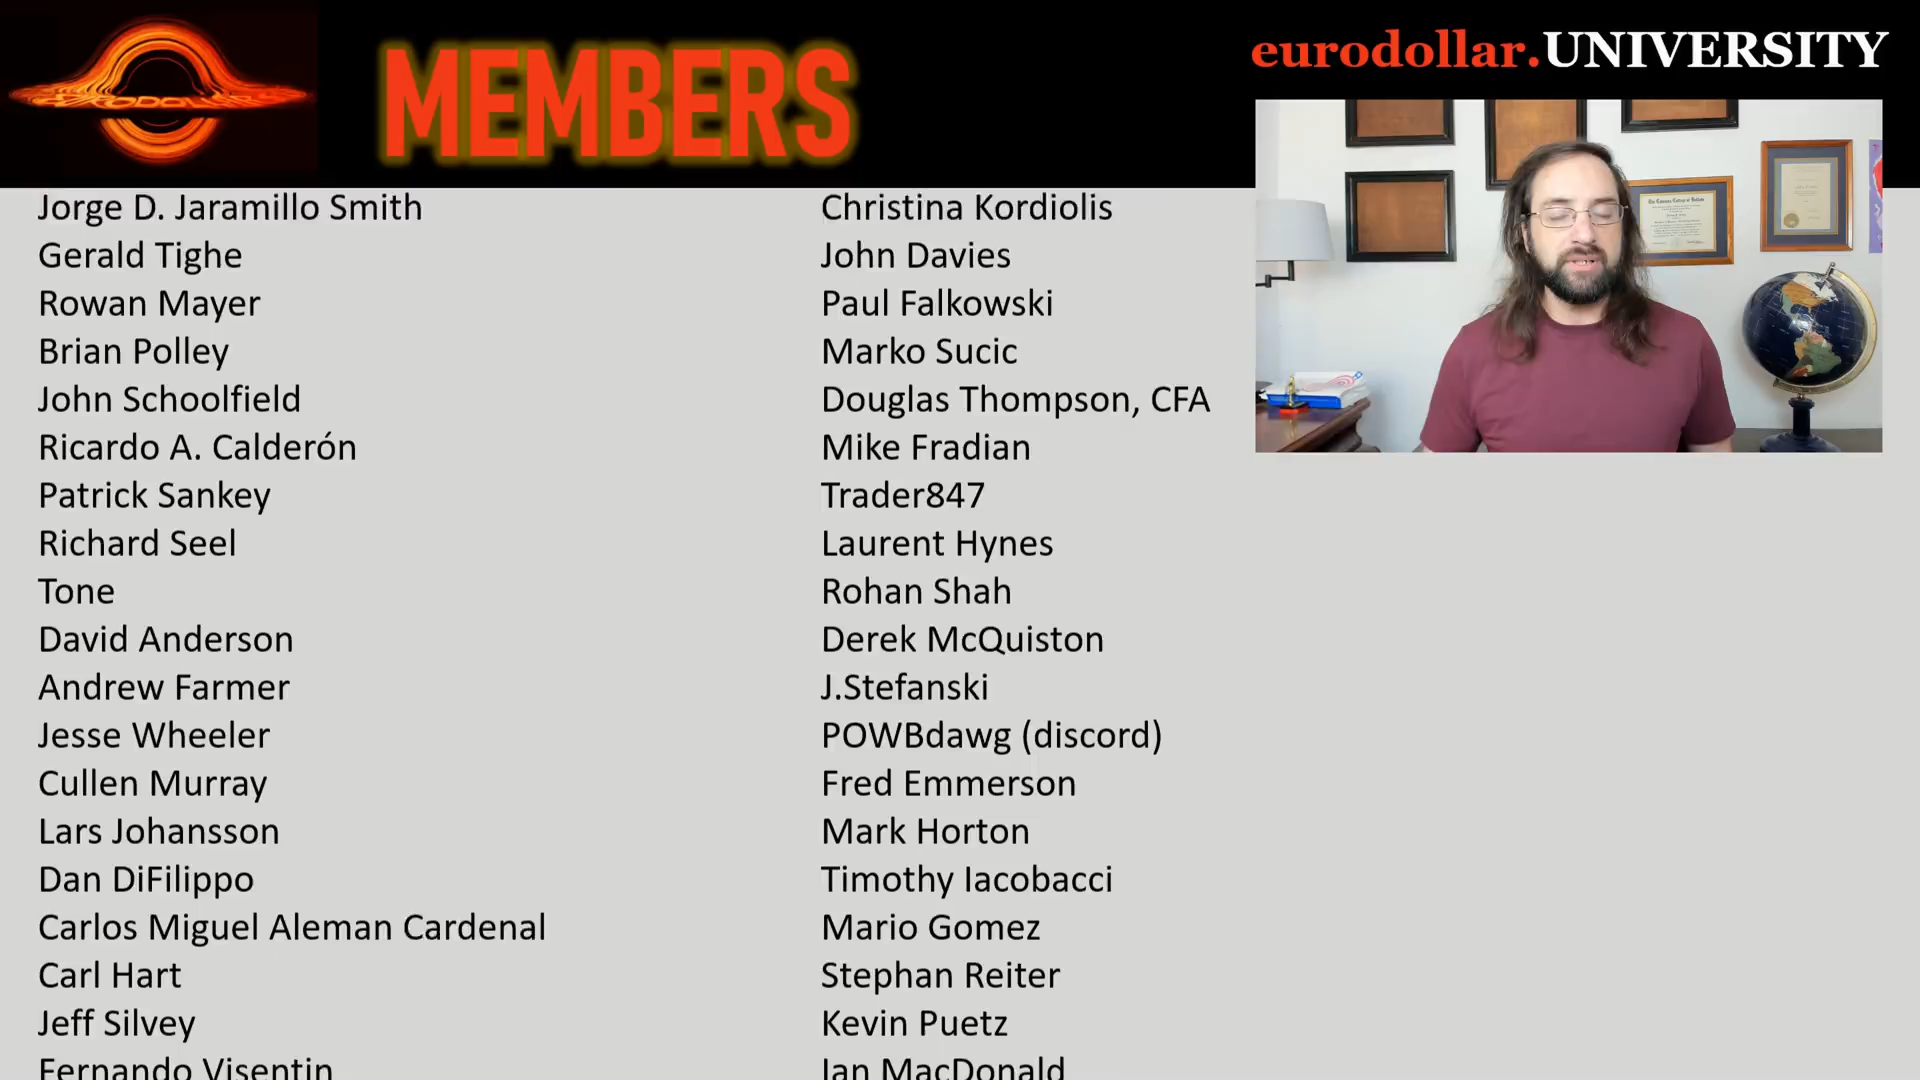 MEMBERS
eurodollar.UNIVERSITY
EURODOLLARS
Jorge D. Jaramillo Smith
Gerald Tighe
Rowan Mayer
Brian Polley
John Schoolfield
Ricardo A. Calderón
Patrick Sankey
Richard Seel
Tone
David Anderson
Andrew Farmer
Jesse Wheeler
Cullen Murray
Lars Johansson
Dan DiFilippo
Carlos Miguel Aleman Cardenal
Carl Hart
Jeff Silvey
Fernando Visentin
Christina Kordiolis
John Davies
Paul Falkowski
Marko Sucic
Douglas Thompson, CFA
Mike Fradian
Trader847
Laurent Hynes
Rohan Shah
Derek McQuiston
J.Stefanski
POWBdawg (discord)
Fred Emmerson
Mark Horton
Timothy Iacobacci
Mario Gomez
Stephan Reiter
Kevin Puetz
Ian MacDonald